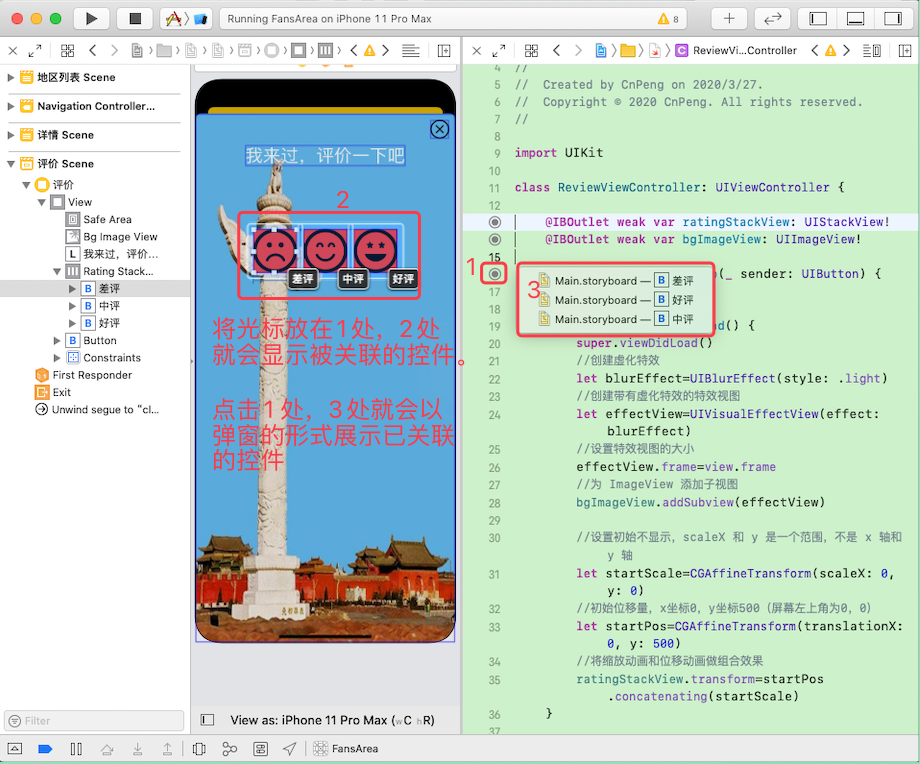 Running FansArea on iPhone 11 Pro Max
8
ReviewVi...Controller
地区列表 Scene
Navigation Controller...
详情 Scene
评价 Scene
评价
View
Safe Area
Bg Image View
L 我来过，评价...
Rating Stack...
B 差评
B 中评
B 好评
B Button
Constraints
First Responder
Exit
Unwind segue to “cl...
Filter
我来过，评价一下吧
2
差评
中评
好评
将光标放在1处，2处
就会显示被关联的控件。
点击1处，3处就会以
弹窗的形式展示已关联
的控件
View as: iPhone 11 Pro Max (wC hR)
4 //
5 // Created by CnPeng on 2020/3/27.
6 // Copyright © 2020 CnPeng. All rights reserved.
7 //
8
9 import UIKit
10
11 class ReviewViewController: UIViewController {
12
@IBOutlet weak var ratingStackView: UIStackView!
@IBOutlet weak var bgImageView: UIImageView!
15
1
(_ sender: UIButton) {
17
3
Main.storyboard — B 差评
Main.storyboard — B 好评
Main.storyboard — B 中评
18
() {
20 super.viewDidLoad()
21 //创建虚化特效
22 let blurEffect=UIBlurEffect(style: .light)
23 //创建带有虚化特效的特效视图
24 let effectView=UIVisualEffectView(effect:
blurEffect)
25 //设置特效视图的大小
26 effectView.frame=view.frame
27 //为 ImageView 添加子视图
28 bgImageView.addSubview(effectView)
29
30 //设置初始不显示，scaleX 和 y 是一个范围，不是 x 轴和
y 轴
31 let startScale=CGAffineTransform(scaleX: 0,
y: 0)
32 //初始位移量，x坐标0，y坐标500（屏幕左上角为0，0）
33 let startPos=CGAffineTransform(translationX:
0, y: 500)
34 //将缩放动画和位移动画做组合效果
35 ratingStackView.transform=startPos
.concatenating(startScale)
36 }
37
FansArea